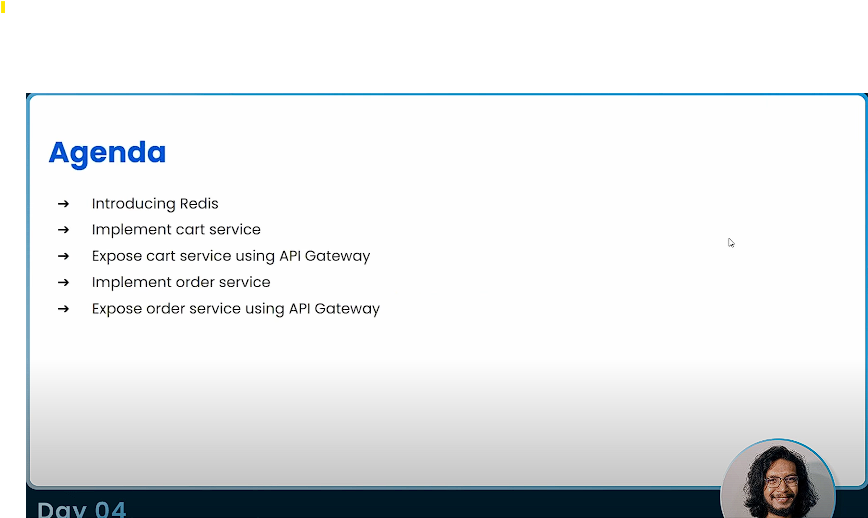 Agenda
➔ Introducing Redis
➔ Implement cart service
➔ Expose cart service using API Gateway
➔ Implement order service
➔ Expose order service using API Gateway
Day 04